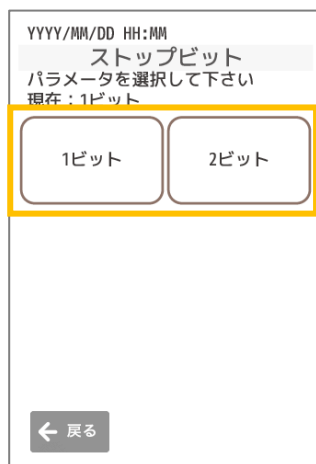 YYYY/MM/DD HH:MM
ストップビット
パラメータを選択して下さい
現在：1ビット
1ビット
2ビット
戻る